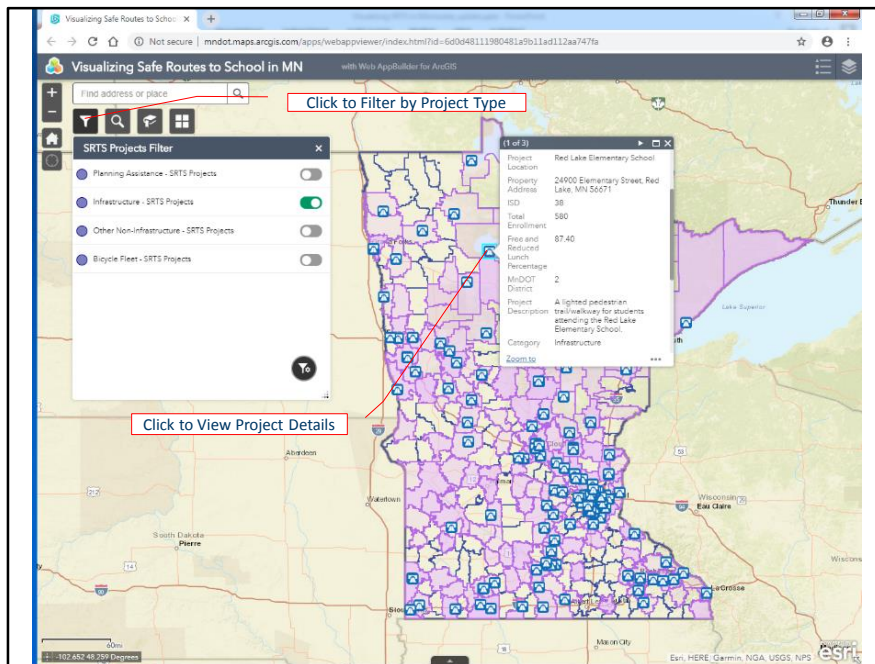 Visualizing Safe Routes to Schoo
Not secure | mndot.maps.arcgis.com/apps/webappviewer/index.html?id=6d0d48111980481a9b11ad112aa747fa
Visualizing Safe Routes to School in MN
with Web AppBuilder for ArcGIS
Find address or place
Click to Filter by Project Type
SRTS Projects Filter
Planning Assistance - SRTS Projects
Infrastructure - SRTS Projects
Other Non-Infrastructure - SRTS Projects
Bicycle Fleet - SRTS Projects
(1 of 3)
Project Location
Red Lake Elementary School
Property Address
24900 Elementary Street, Red
Lake, MN 56671
ISD
38
Total Enrollment
580
Free and Reduced Lunch Percentage
87.40
MnDOT District
2
Project Description
A lighted pedestrian
trail/walkway for students
attending the Red Lake
Elementary School.
Category
Infrastructure
Zoom to
Click to View Project Details
Thunder B
Lake Superior
Aberdeen
Watertown
South Dakota
Pierre
Wisconsin
Eau Claire
Wiscons
La Crosse
Mason City
60mi
-102.652 48.259 Degrees
Esri, HERE, Garmin, NGA, USGS, NPS
esri